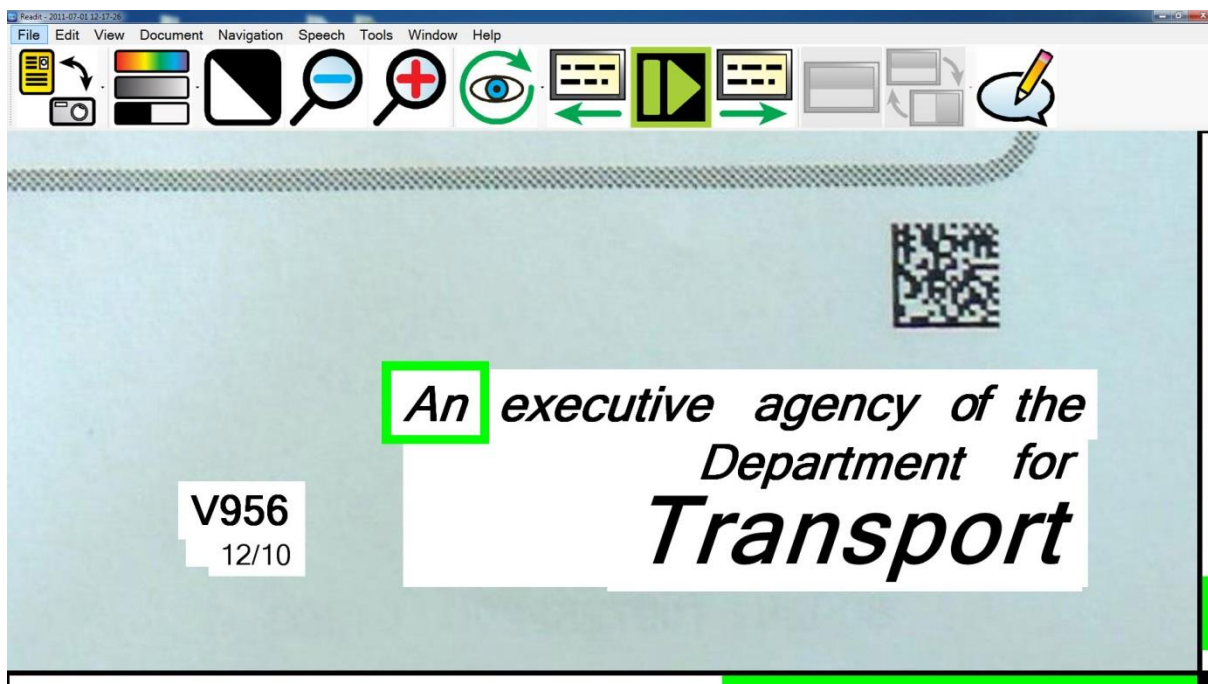 Readit - 2011-07-01 12-17-26
File Edit View Document Navigation Speech Tools Window Help
An executive agency of the
Department for
Transport
V956
12/10